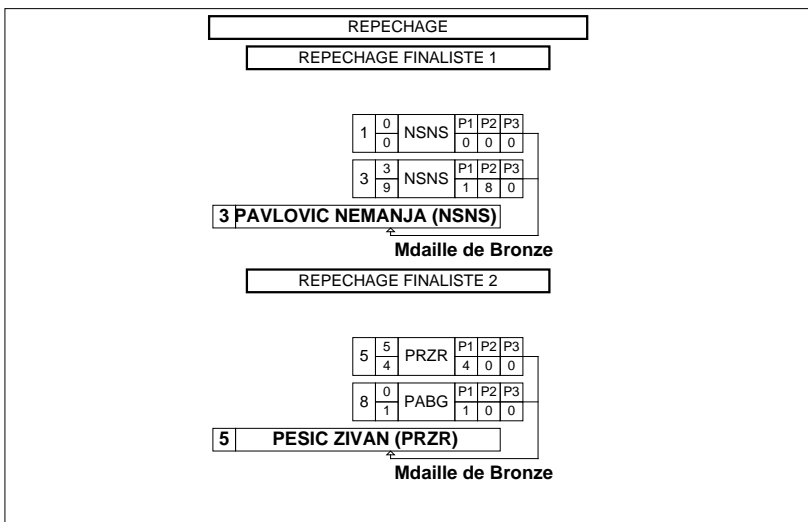 REPECHAGE
REPECHAGE FINALISTE 1
1 0 NSNS P1 P2 P3
0 0 0 0
3 3 NSNS P1 P2 P3
9 1 8 0
3 PAVLOVIC NEMANJA (NSNS)
Mdaille de Bronze
REPECHAGE FINALISTE 2
5 5 PRZR P1 P2 P3
4 4 0 0
8 0 PABG P1 P2 P3
1 1 0 0
5 PESIC ZIVAN (PRZR)
Mdaille de Bronze